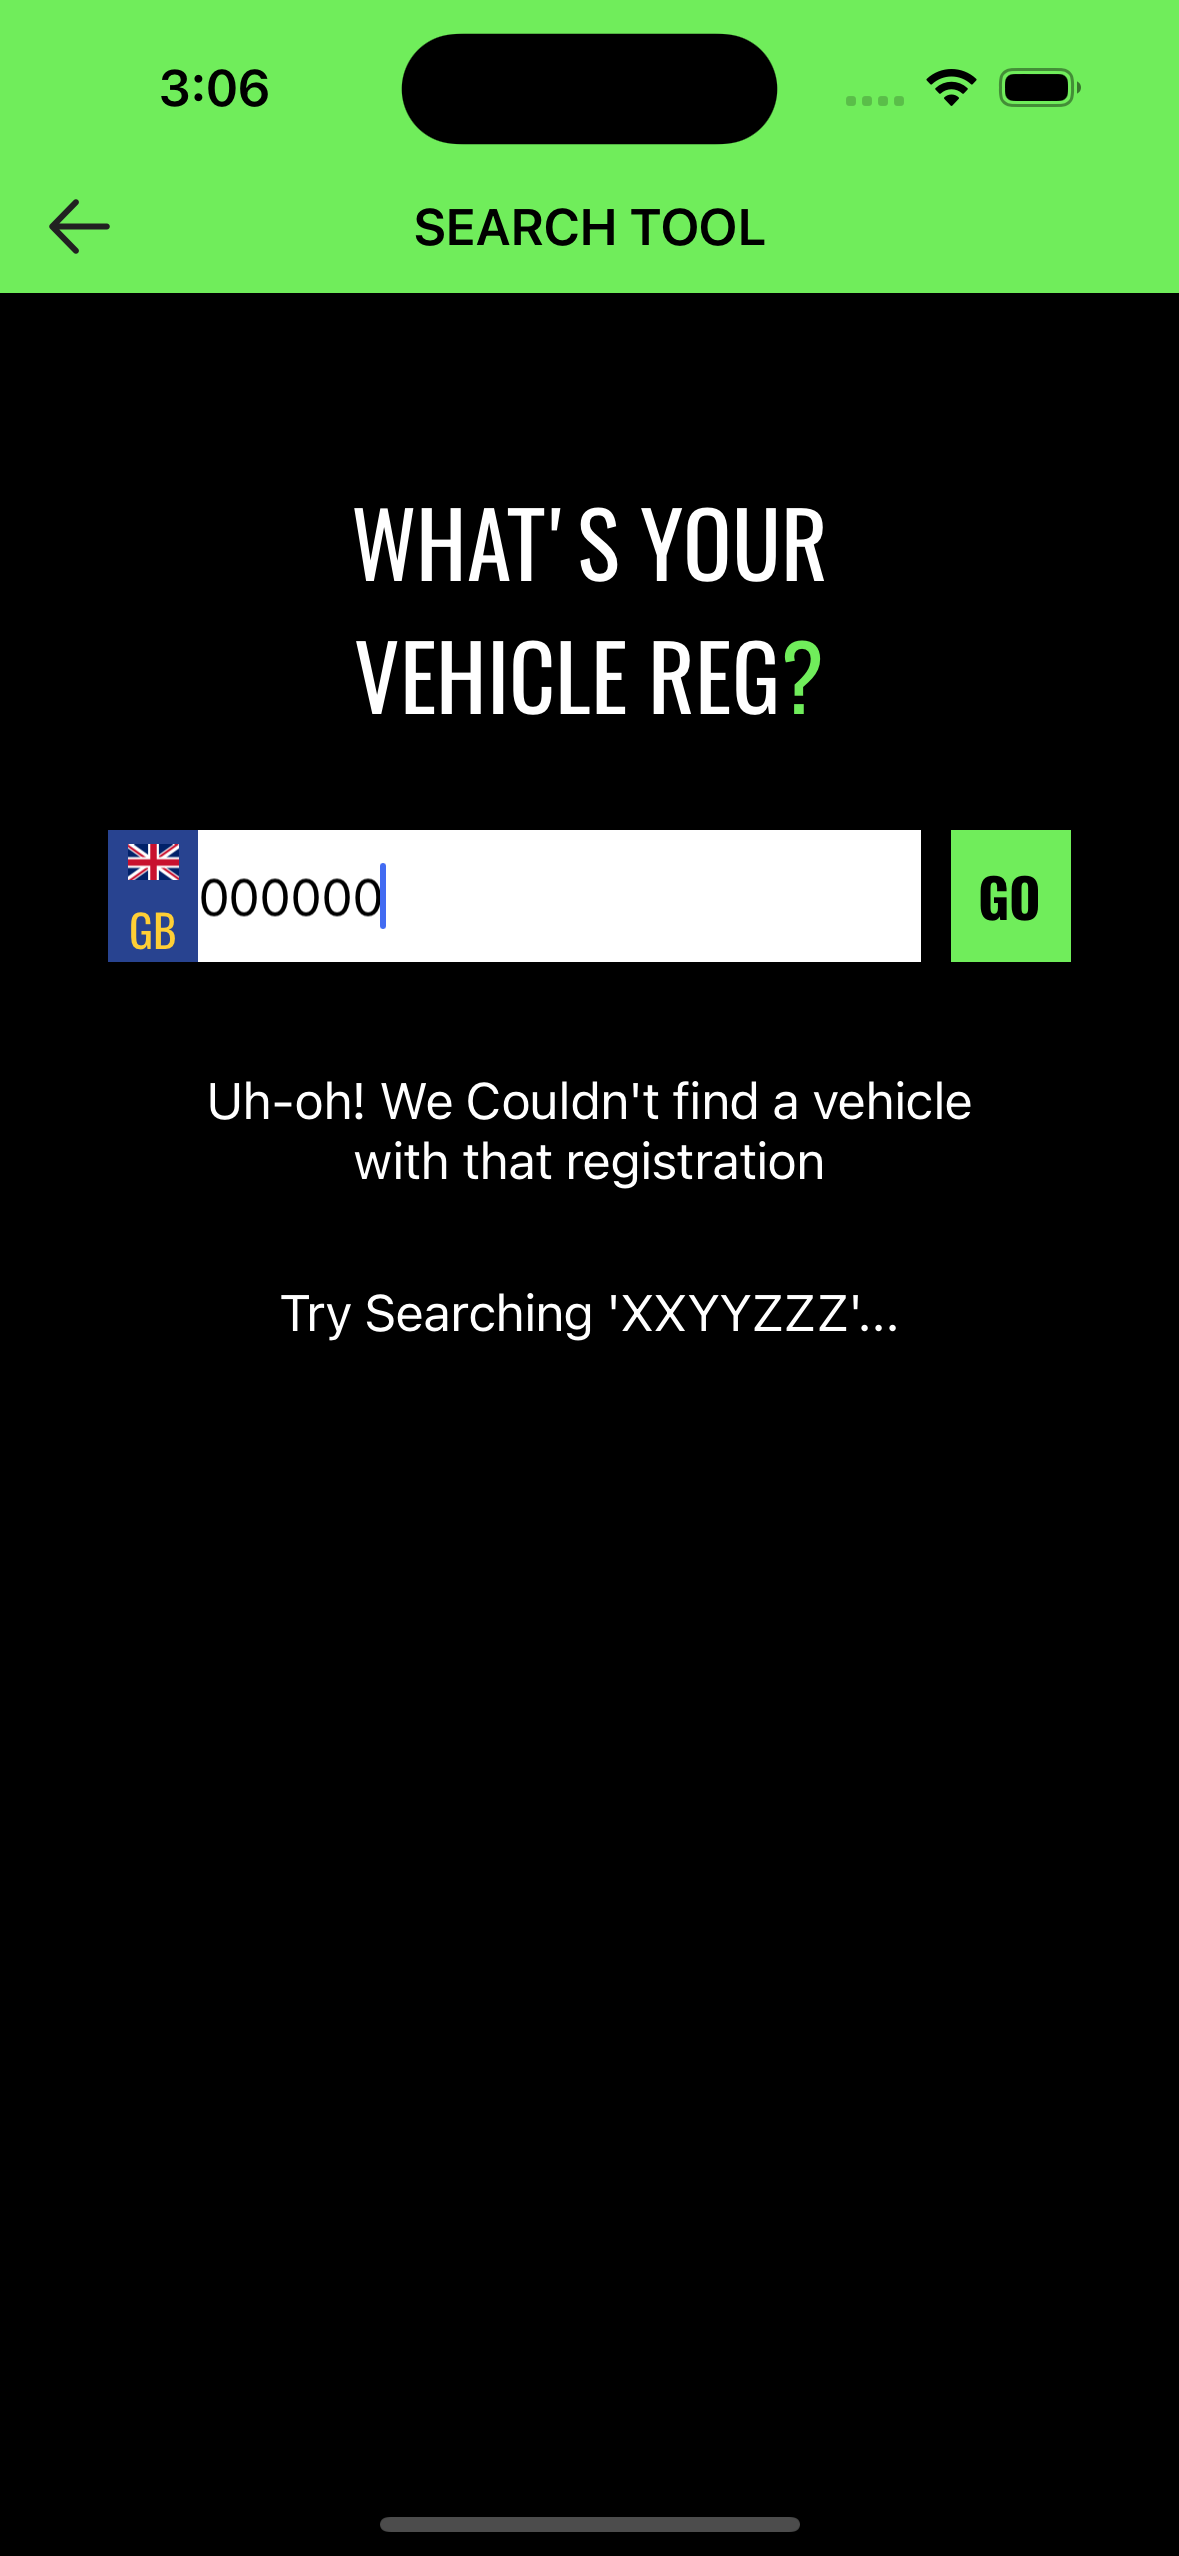 3:06
SEARCH TOOL
WHAT'S YOUR
VEHICLE REG?
GB
000000
GO
Uh-oh! We Couldn't find a vehicle
with that registration
Try Searching 'XXYYZZZ'...